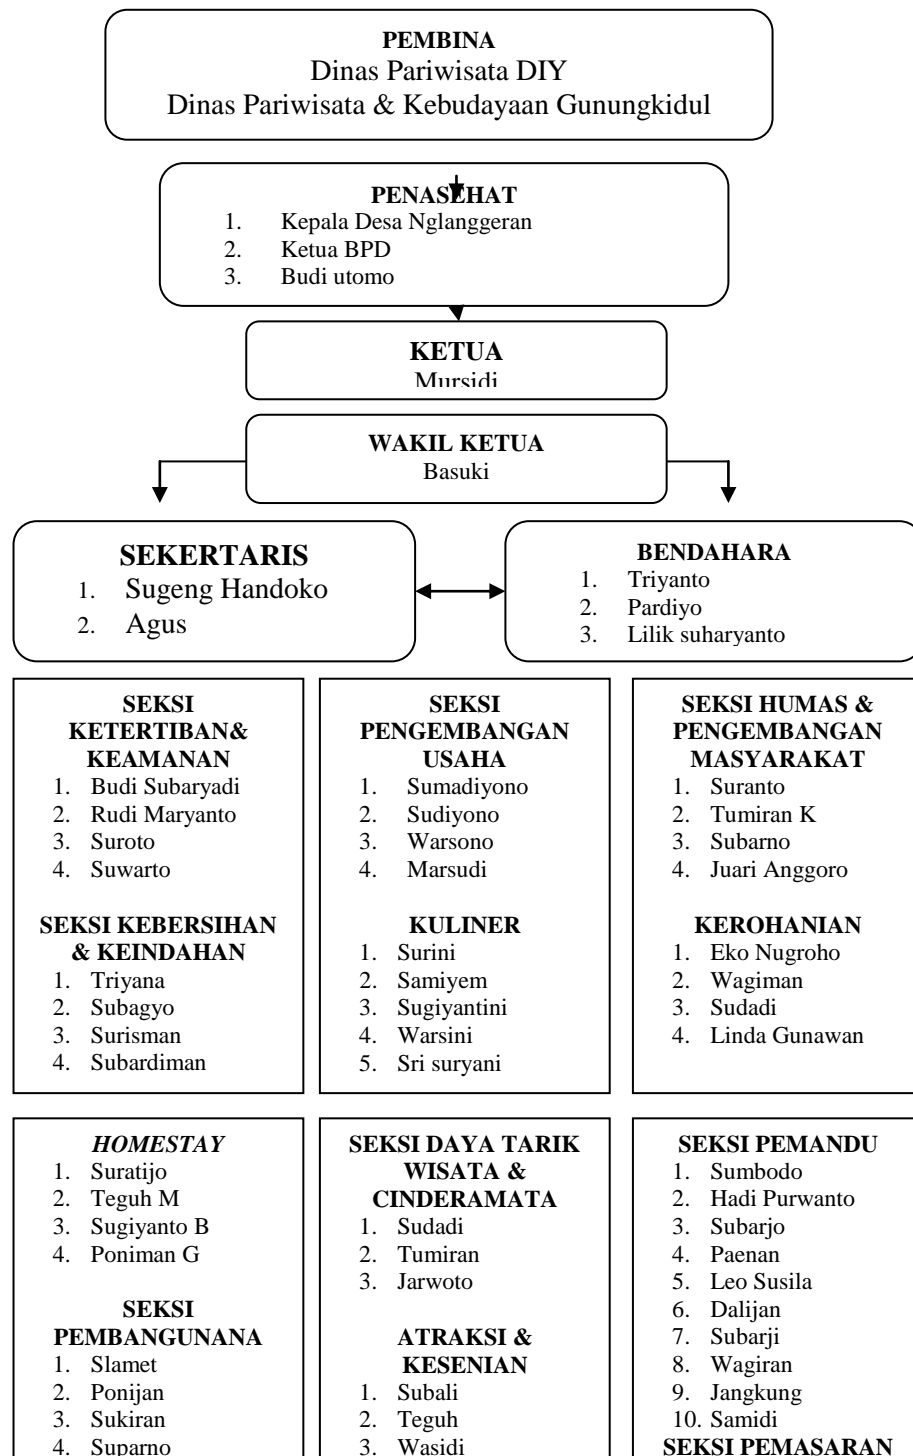 PEMBINA
Dinas Pariwisata DIY
Dinas Pariwisata & Kebudayaan Gunungkidul
PENASEHAT
1. Kepala Desa Nglanggeran
2. Ketua BPD
3. Budi utomo
KETUA
Mursidi
WAKIL KETUA
Basuki
SEKERTARIS
1. Sugeng Handoko
2. Agus
BENDAHARA
1. Triyanto
2. Pardiyo
3. Lilik suharyanto
SEKSI
KETERTIBAN&
KEAMANAN
1. Budi Subaryadi
2. Rudi Maryanto
3. Suroto
4. Suwarto
SEKSI KEBERSIHAN
& KEINDAHAN
1. Triyana
2. Subagyo
3. Surisman
4. Subardiman
SEKSI
PENGEMBANGAN
USAHA
1. Sumadiyono
2. Sudiyono
3. Warsono
4. Marsudi
KULINER
1. Surini
2. Samiyem
3. Sugiyantini
4. Warsini
5. Sri suryani
SEKSI HUMAS &
PENGEMBANGAN
MASYARAKAT
1. Suranto
2. Tumiran K
3. Subarno
4. Juari Anggoro
KEROHANIAN
1. Eko Nugroho
2. Wagiman
3. Sudadi
4. Linda Gunawan
HOMESTAY
1. Suratijo
2. Teguh M
3. Sugiyanto B
4. Poniman G
SEKSI
PEMBANGUNANA
1. Slamet
2. Ponijan
3. Sukiran
4. Suparno
SEKSI DAYA TARIK
WISATA &
CINDERAMATA
1. Sudadi
2. Tumiran
3. Jarwoto
ATRAKSI &
KESENIAN
1. Subali
2. Teguh
3. Wasidi
SEKSI PEMANDU
1. Sumbodo
2. Hadi Purwanto
3. Subarjo
4. Paenan
5. Leo Susila
6. Dalijan
7. Subarji
8. Wagiran
9. Jangkung
10. Samidi
SEKSI PEMASARAN